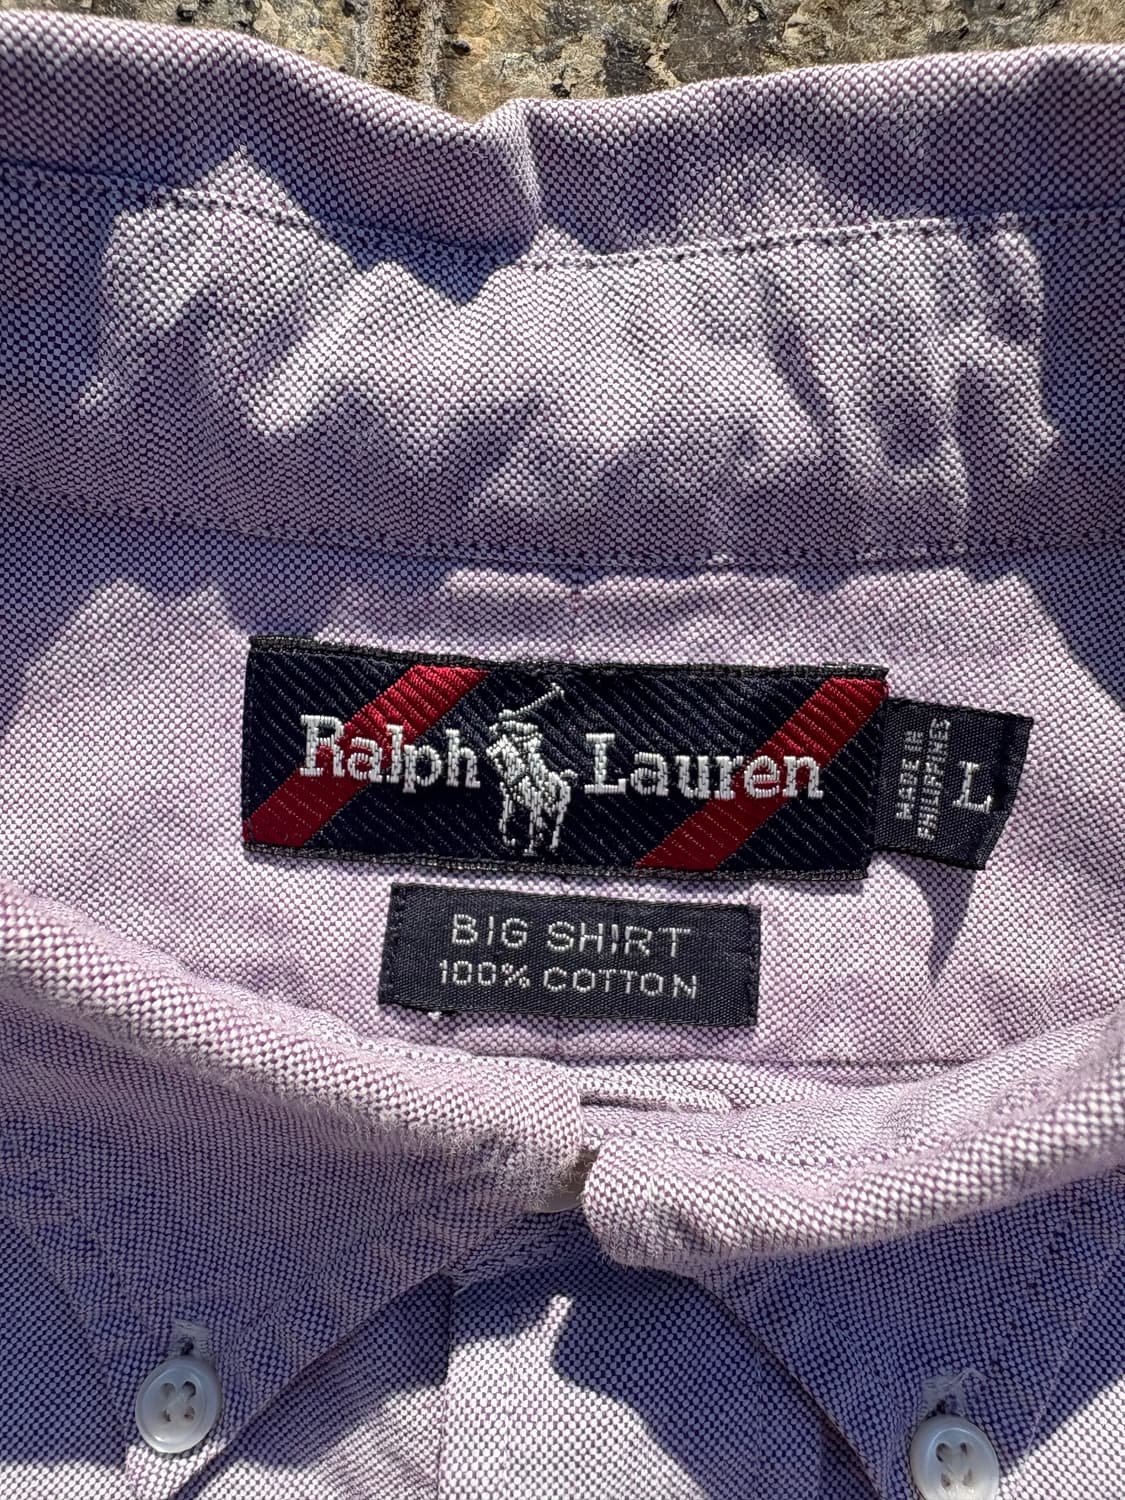 Ralph Lauren
MADE IN
PHILIPPINES
L
BIG SHIRT
100% COTTON